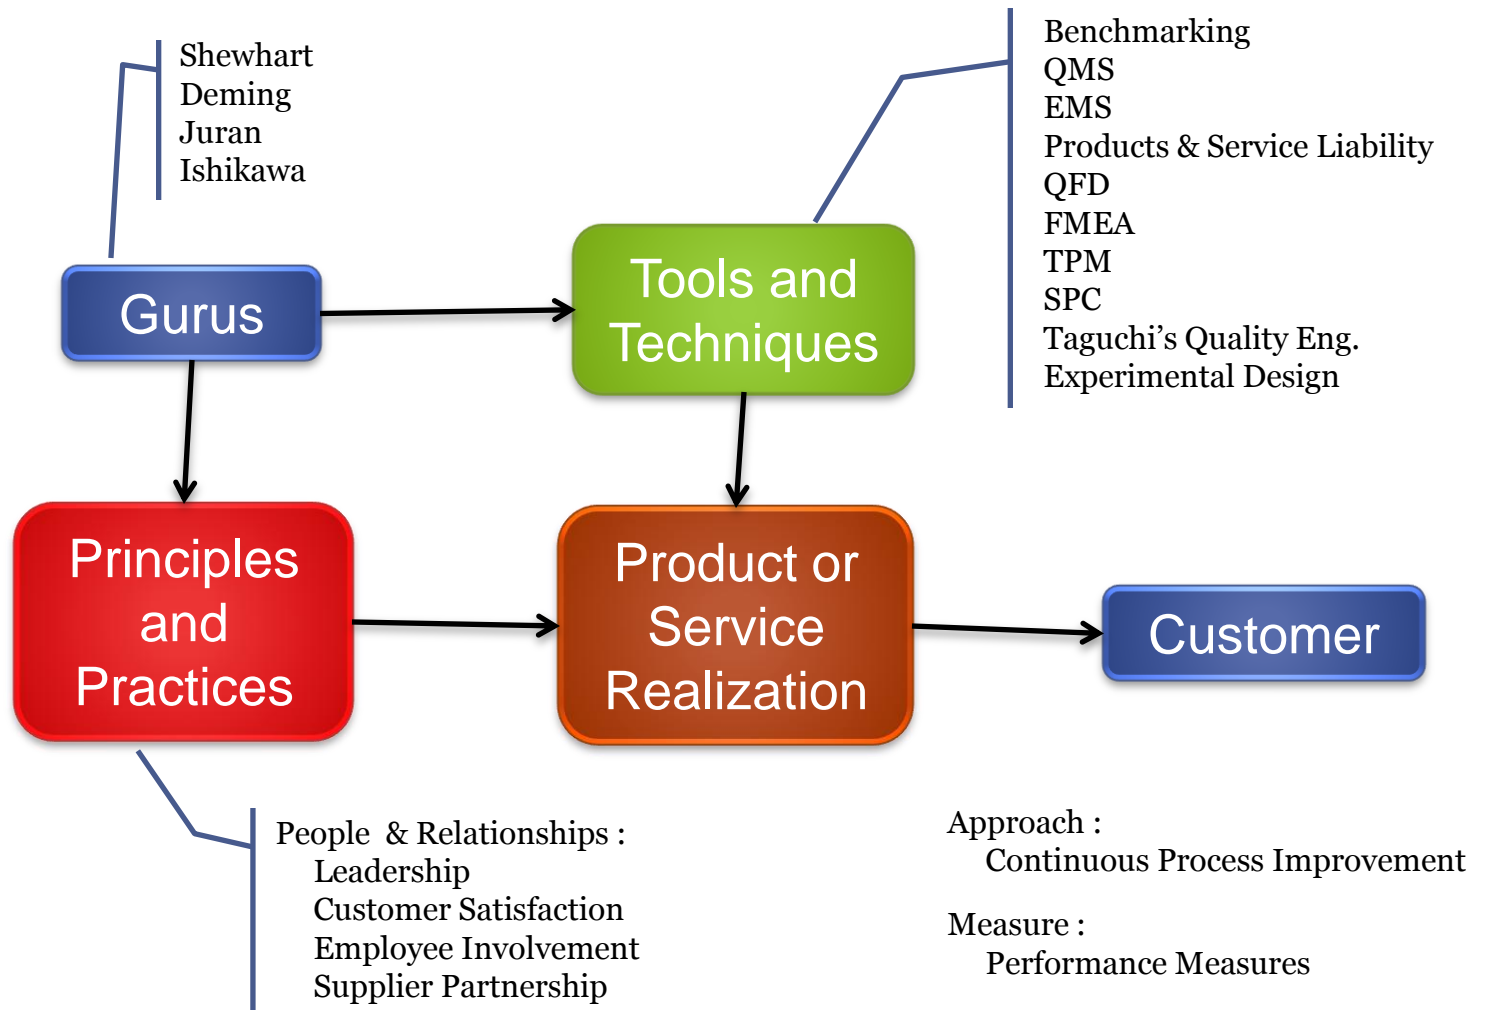 Shewhart
Deming
Juran
Ishikawa
Benchmarking
QMS
EMS
Products & Service Liability
QFD
FMEA
TPM
SPC
Taguchi’s Quality Eng.
Experimental Design
Gurus
Tools and
Techniques
Principles
and
Practices
Product or
Service
Realization
Customer
People & Relationships :
Leadership
Customer Satisfaction
Employee Involvement
Supplier Partnership
Approach :
Continuous Process Improvement
Measure :
Performance Measures